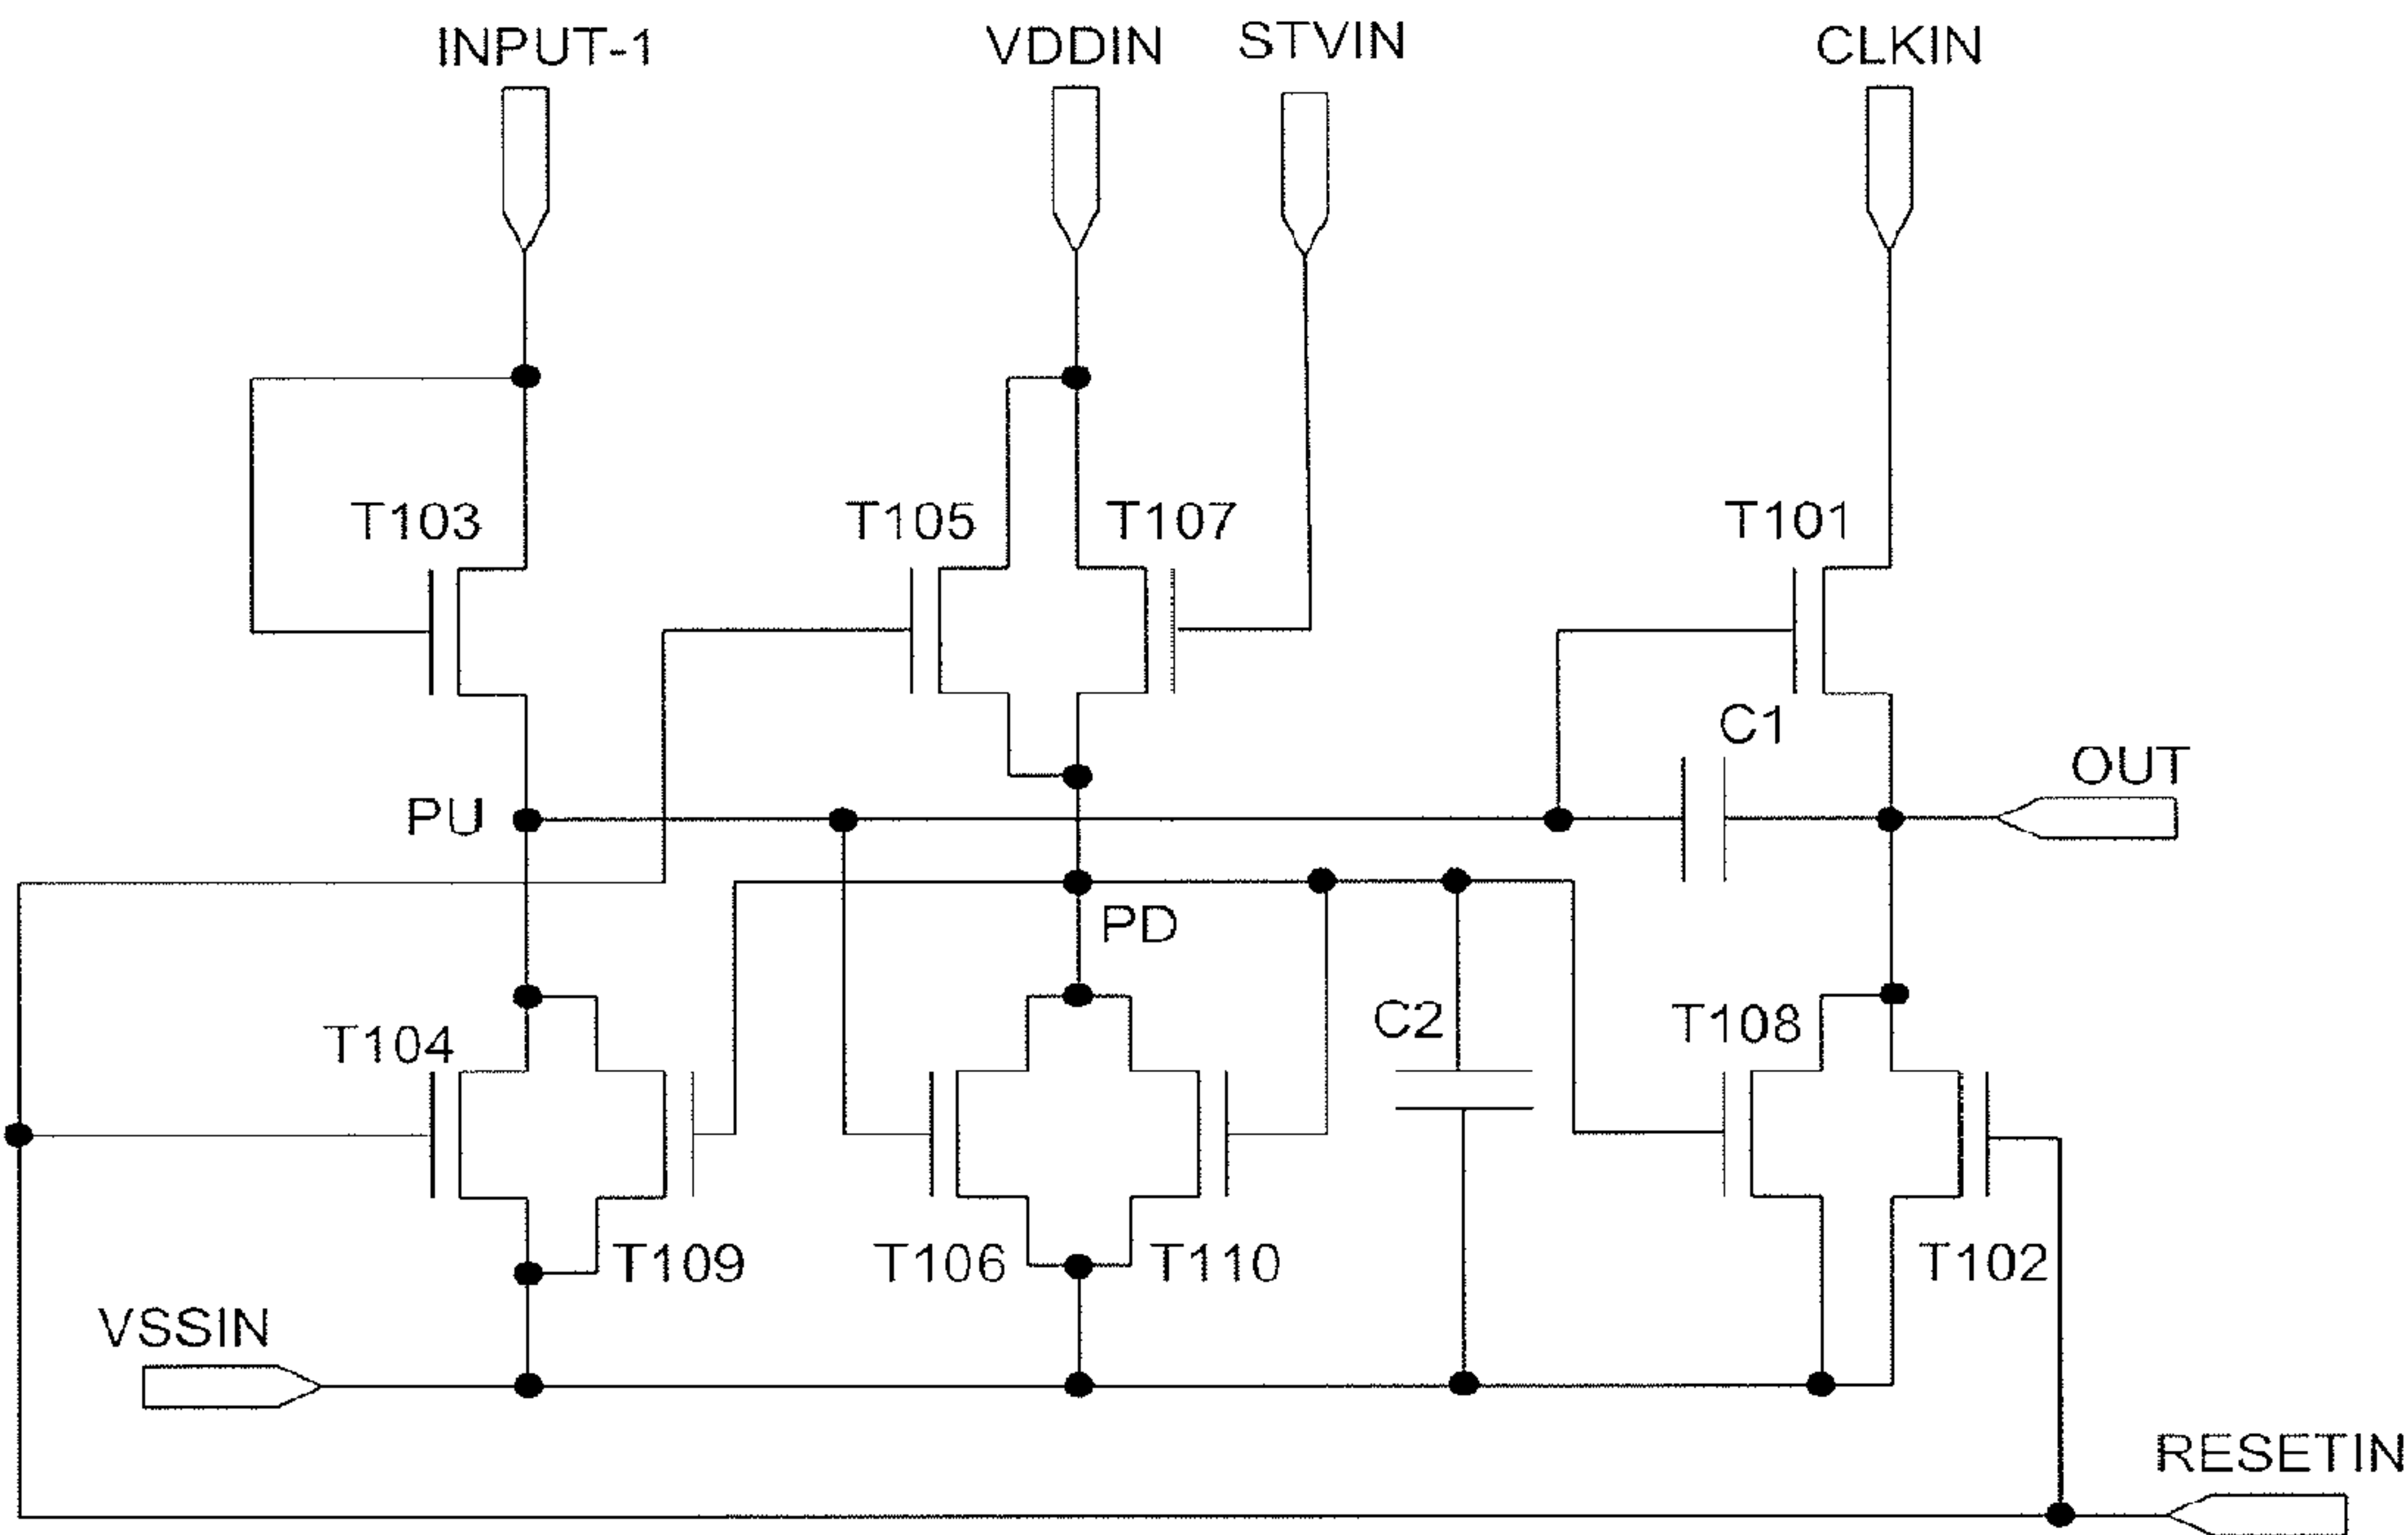 INPUT-1
VDDIN
STVIN
CLKIN
T103
T105
T107
T101
C1
OUT
PU
PD
T104
C2
T108
T109
T106
T110
T102
VSSIN
RESETIN